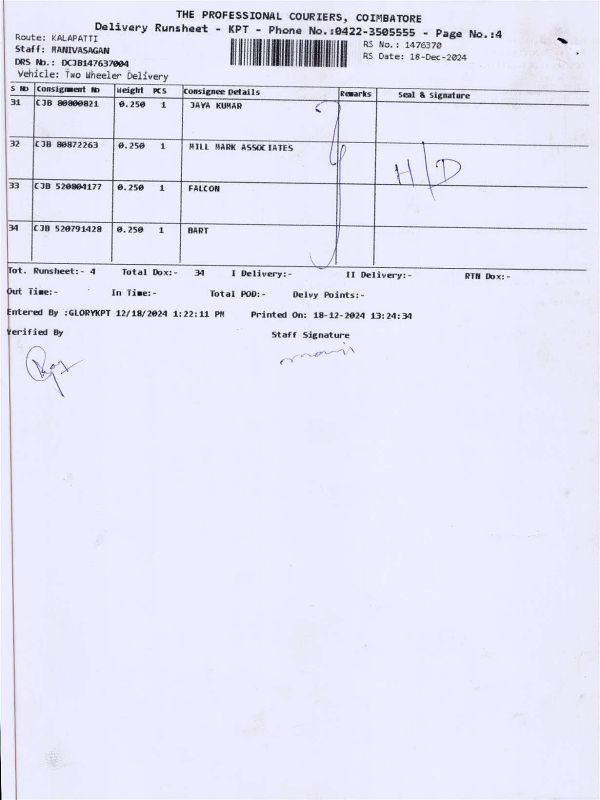 THE PROFESSIONAL COURIERS, COIMBATORE
Delivery Runsheet - KPT - Phone No.:0422-3505555 - Page No.:4
Route: KALAPATTI
RS No.: 1476370
Staff: MANIVASAGAN
RS Date: 18-Dec-2024
DRS No.: DCJB147637004
Vehicle: Two Wheeler Delivery
S No Consignment No Weight PCS Consignee Details Remarks Seal & Signature
31 CJB 80800821 0.250 1 JAYA KUMAR
32 CJB 80872263 0.250 1 MILL MARK ASSOCIATES
H/D
33 CJB 520804177 0.250 1 FALCON
34 CJB 520791428 0.250 1 BART
Tot. Runsheet:- 4 Total Dox:- 34 I Delivery:- II Delivery:- RTN Dox:-
Out Time:- In Time:- Total POD:- Delvy Points:-
Entered By :GLORYKPT 12/18/2024 1:22:11 PM Printed On: 18-12-2024 13:24:34
Verified By Staff Signature